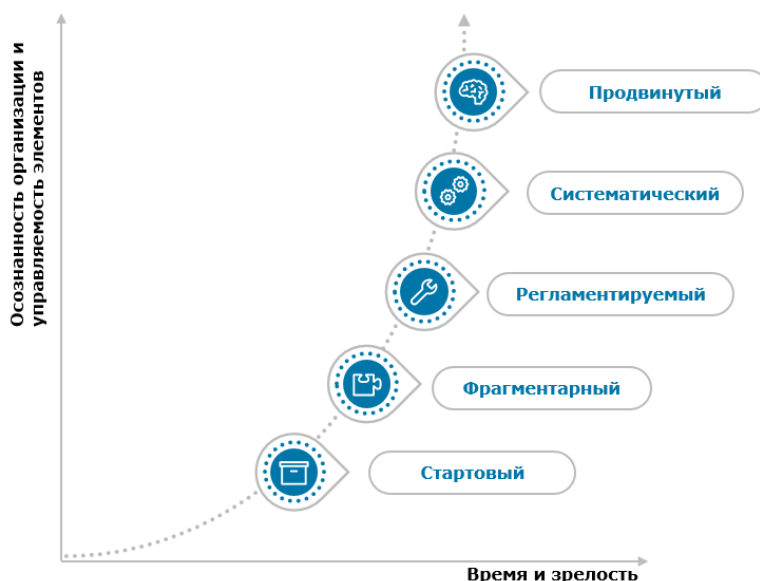 Осознанность организации и
управляемость элементов
Продвинутый
Систематический
Регламентируемый
Фрагментарный
Стартовый
Время и зрелость